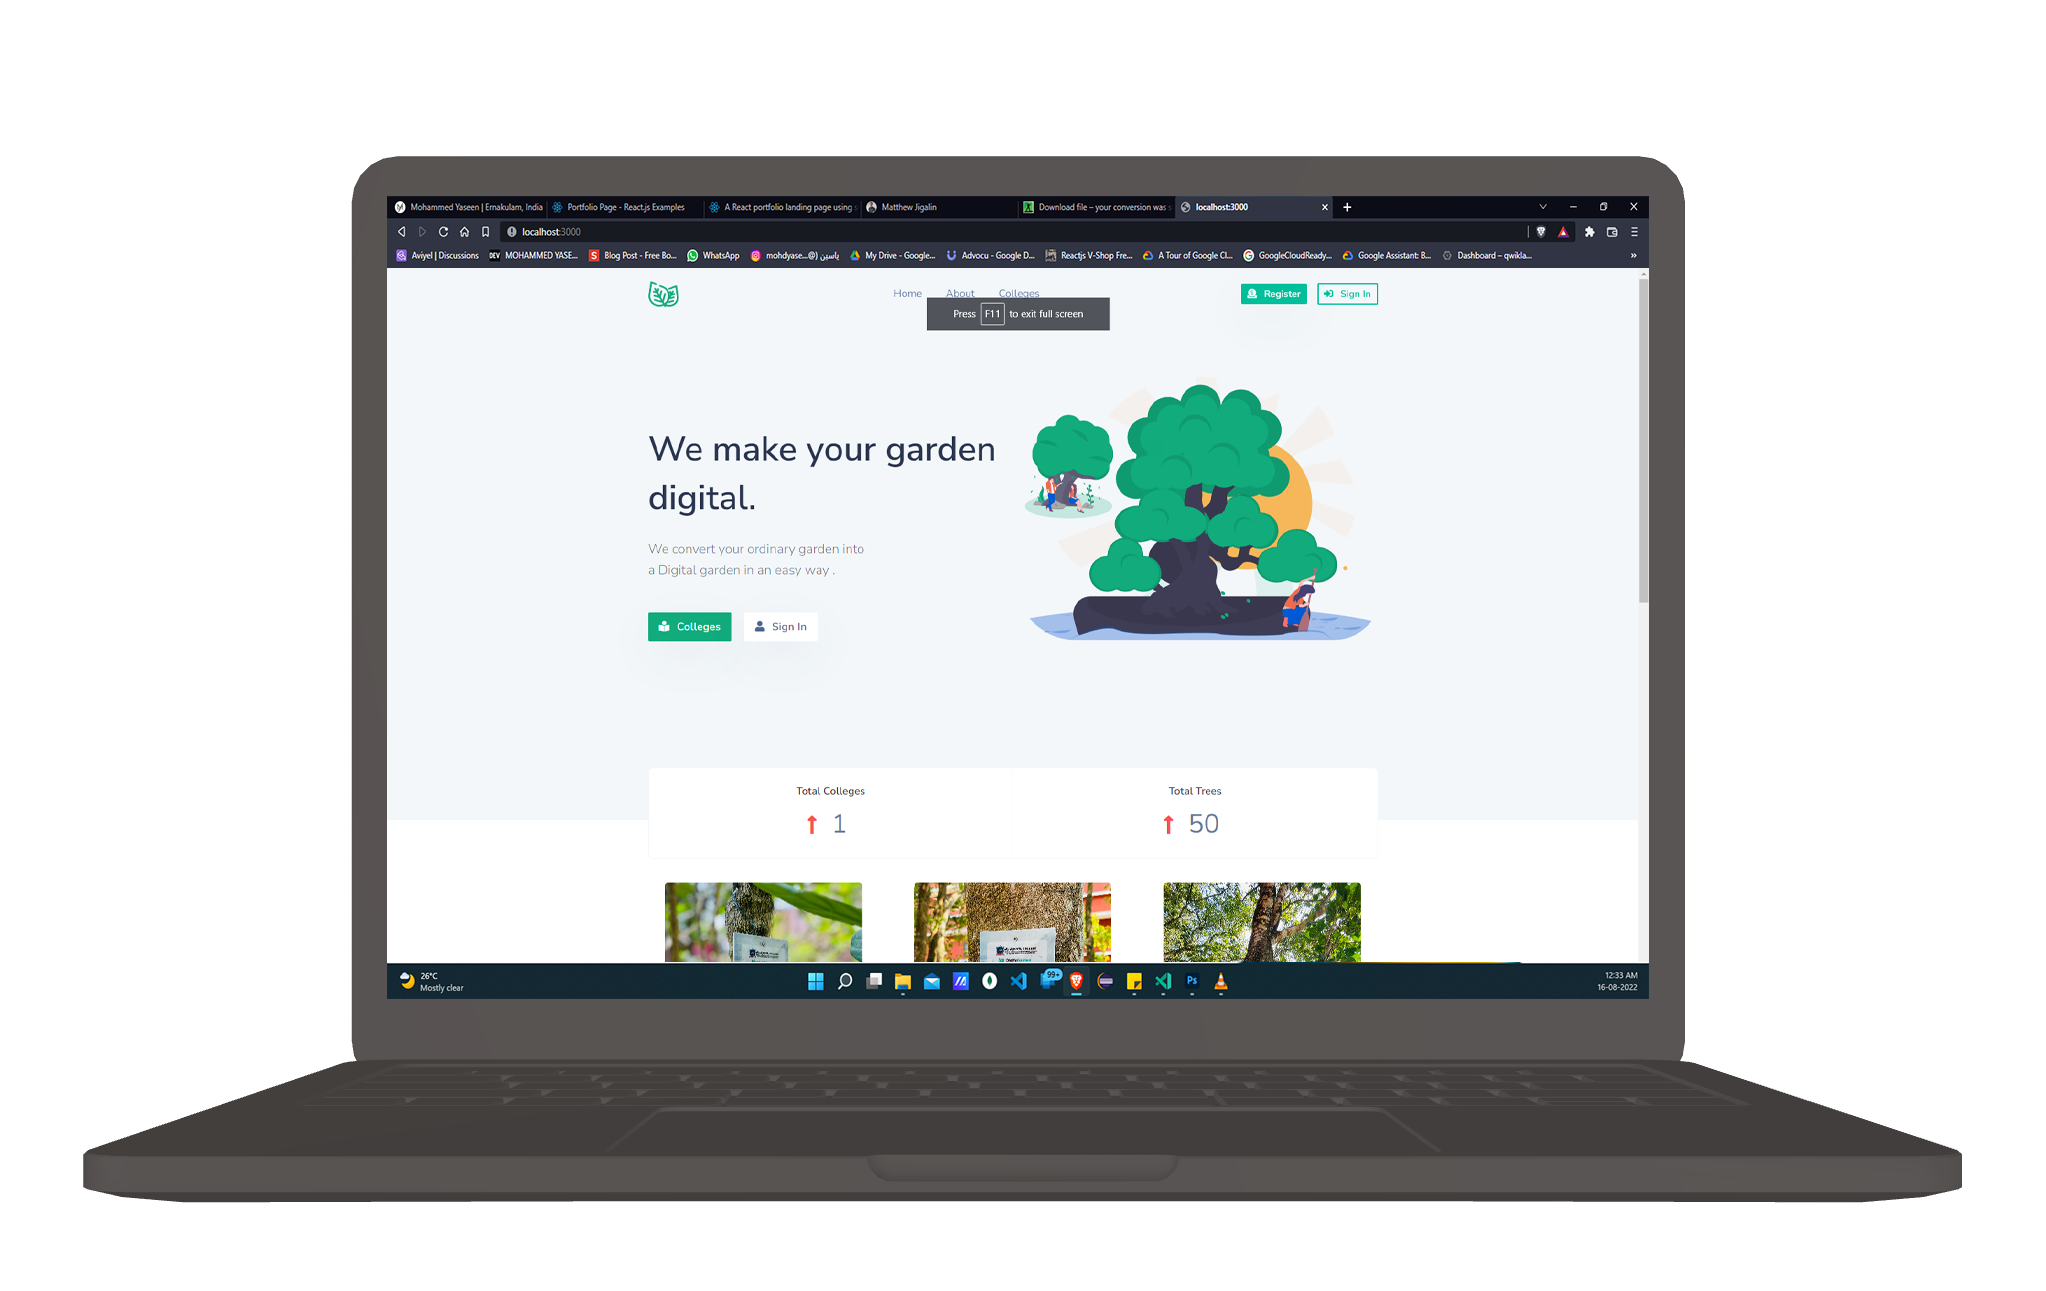 Mohammed Yaseen | Ernakulam, India
Portfolio Page - React.js Examples
A React portfolio landing page using s
Matthew Jigalin
Download file – your conversion was s
localhost:3000
localhost:3000
Aviyel | Discussions
DEV MOHAMMED YASE...
S Blog Post - Free Bo...
WhatsApp
mohdyase...@) ياسين
My Drive - Google...
Advocu - Google D...
Reactjs V-Shop Fre...
A Tour of Google Cl...
GoogleCloudReady...
Google Assistant: B...
Dashboard – qwikla...
»
Home
About
Colleges
Register
Sign In
Press F11 to exit full screen
We make your garden
digital.
We convert your ordinary garden into
a Digital garden in an easy way .
Colleges
Sign In
Total Colleges
1
Total Trees
50
26°C
Mostly clear
99+
Ps
12:33 AM
16-08-2022